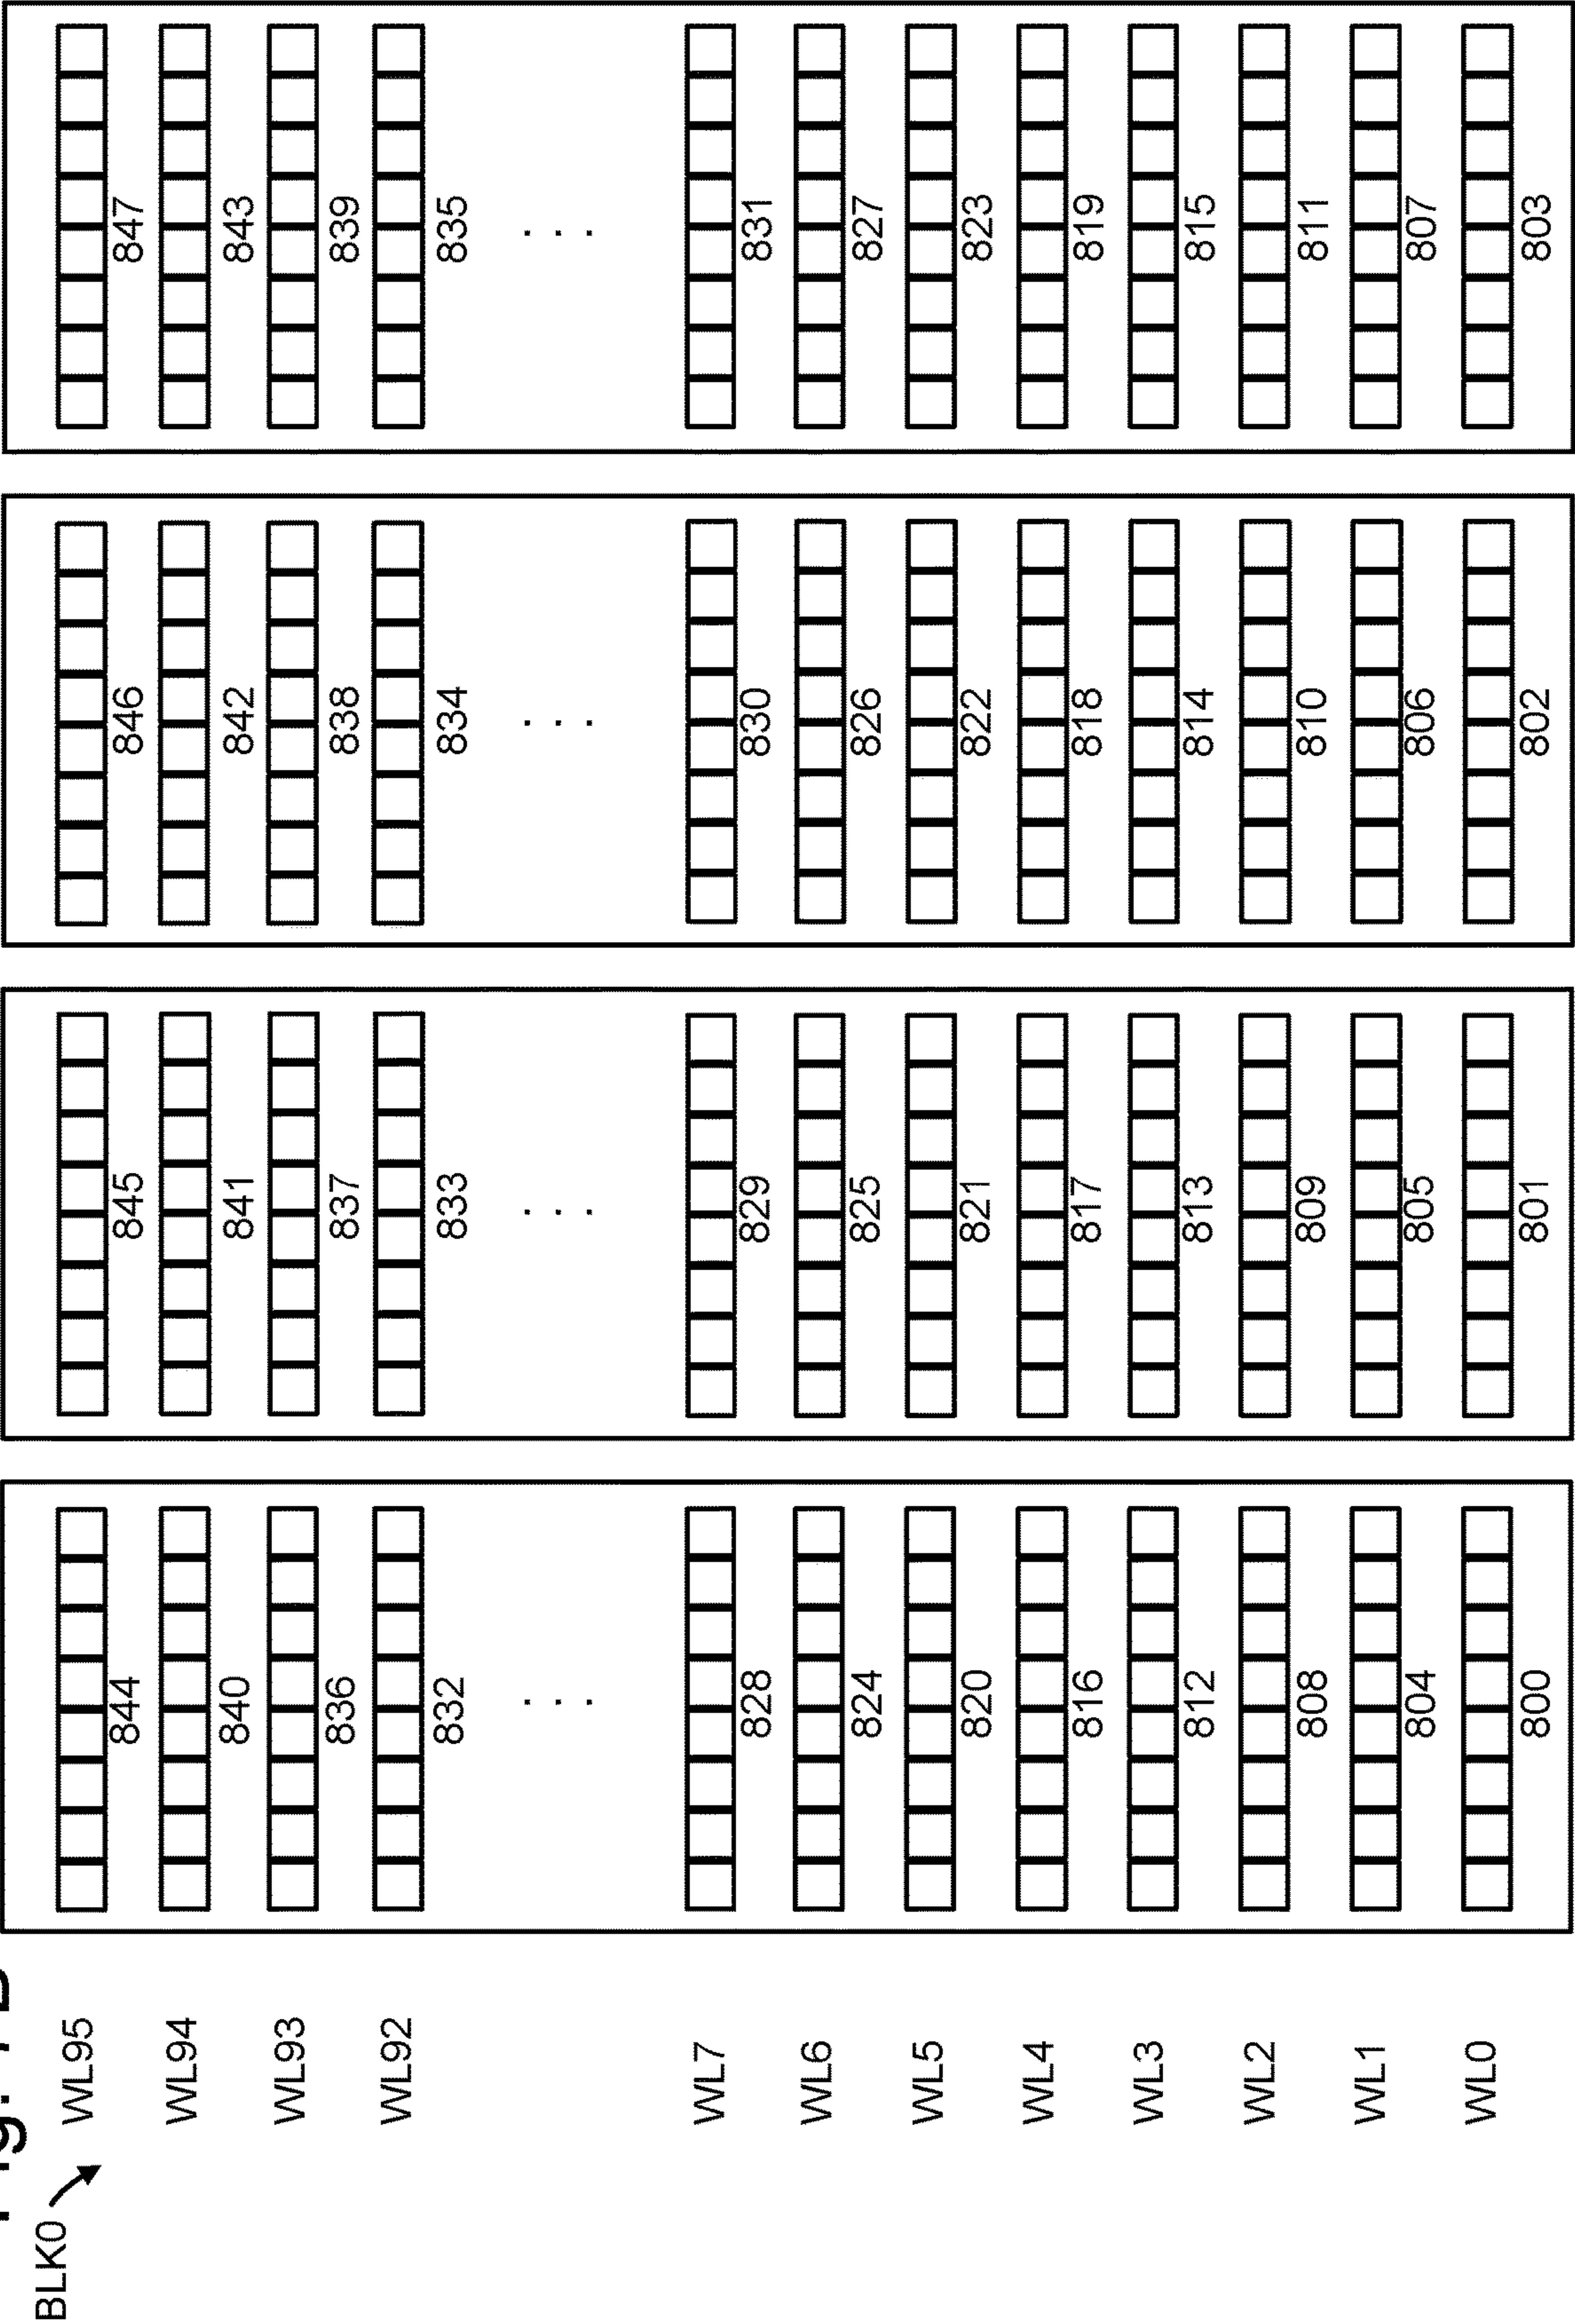 BLK0
WL95 844 845 846 847
WL94 840 841 842 843
WL93 836 837 838 839
WL92 832 833 834 835
. . . . . . . . . . . .
WL7 828 829 830 831
WL6 824 825 826 827
WL5 820 821 822 823
WL4 816 817 818 819
WL3 812 813 814 815
WL2 808 809 810 811
WL1 804 805 806 807
WL0 800 801 802 803